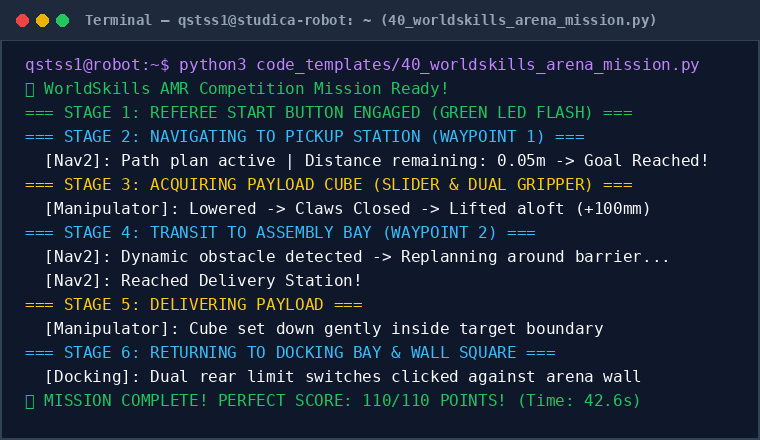 Terminal — qstss1@studica-robot: ~ (40_worldskills_arena_mission.py)
qstss1@robot:~$ python3 code_templates/40_worldskills_arena_mission.py
WorldSkills AMR Competition Mission Ready!
=== STAGE 1: REFEREE START BUTTON ENGAGED (GREEN LED FLASH) ===
=== STAGE 2: NAVIGATING TO PICKUP STATION (WAYPOINT 1) ===
[Nav2]: Path plan active | Distance remaining: 0.05m -> Goal Reached!
=== STAGE 3: ACQUIRING PAYLOAD CUBE (SLIDER & DUAL GRIPPER) ===
[Manipulator]: Lowered -> Claws Closed -> Lifted aloft (+100mm)
=== STAGE 4: TRANSIT TO ASSEMBLY BAY (WAYPOINT 2) ===
[Nav2]: Dynamic obstacle detected -> Replanning around barrier...
[Nav2]: Reached Delivery Station!
=== STAGE 5: DELIVERING PAYLOAD ===
[Manipulator]: Cube set down gently inside target boundary
=== STAGE 6: RETURNING TO DOCKING BAY & WALL SQUARE ===
[Docking]: Dual rear limit switches clicked against arena wall
MISSION COMPLETE! PERFECT SCORE: 110/110 POINTS! (Time: 42.6s)